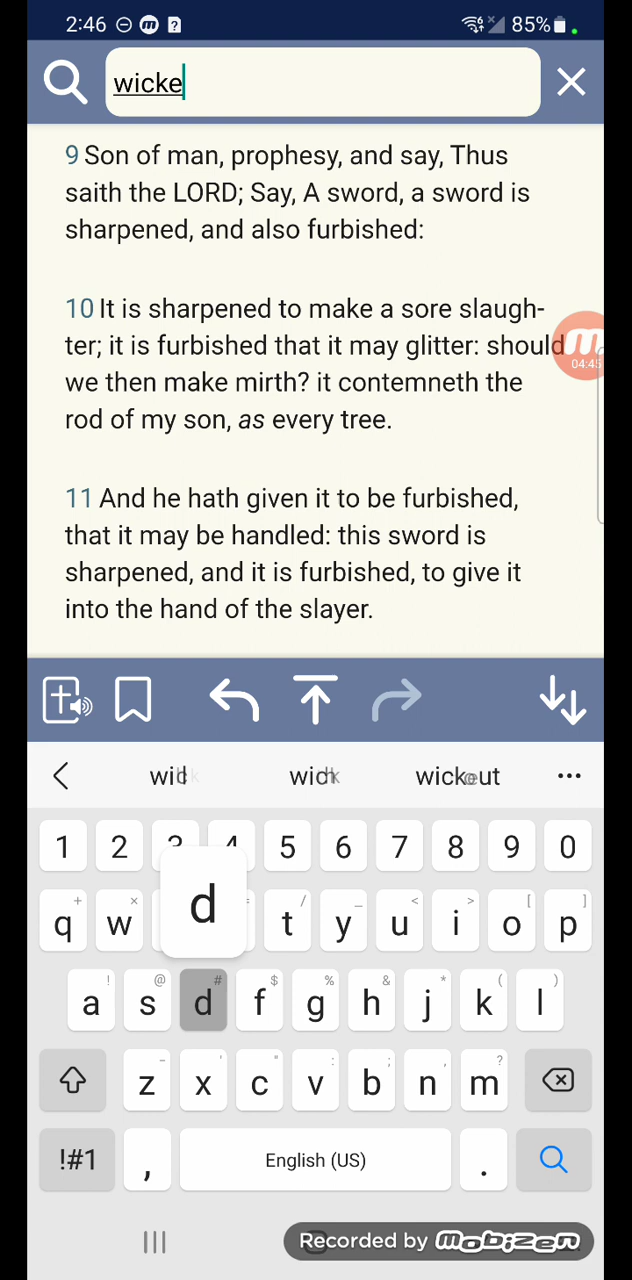 2:46
85%
wicke
9 Son of man, prophesy, and say, Thus
saith the LORD; Say, A sword, a sword is
sharpened, and also furbished:
10 It is sharpened to make a sore slaugh-
ter; it is furbished that it may glitter: should
we then make mirth? it contemneth the
rod of my son, as every tree.
11 And he hath given it to be furbished,
that it may be handled: this sword is
sharpened, and it is furbished, to give it
into the hand of the slayer.
04:45
1 2 3 4 5 6 7 8 9 0
d
q w t y u i o p
a s d f g h j k l
z x c v b n m
!#1 , English (US) .
Recorded by mobizen